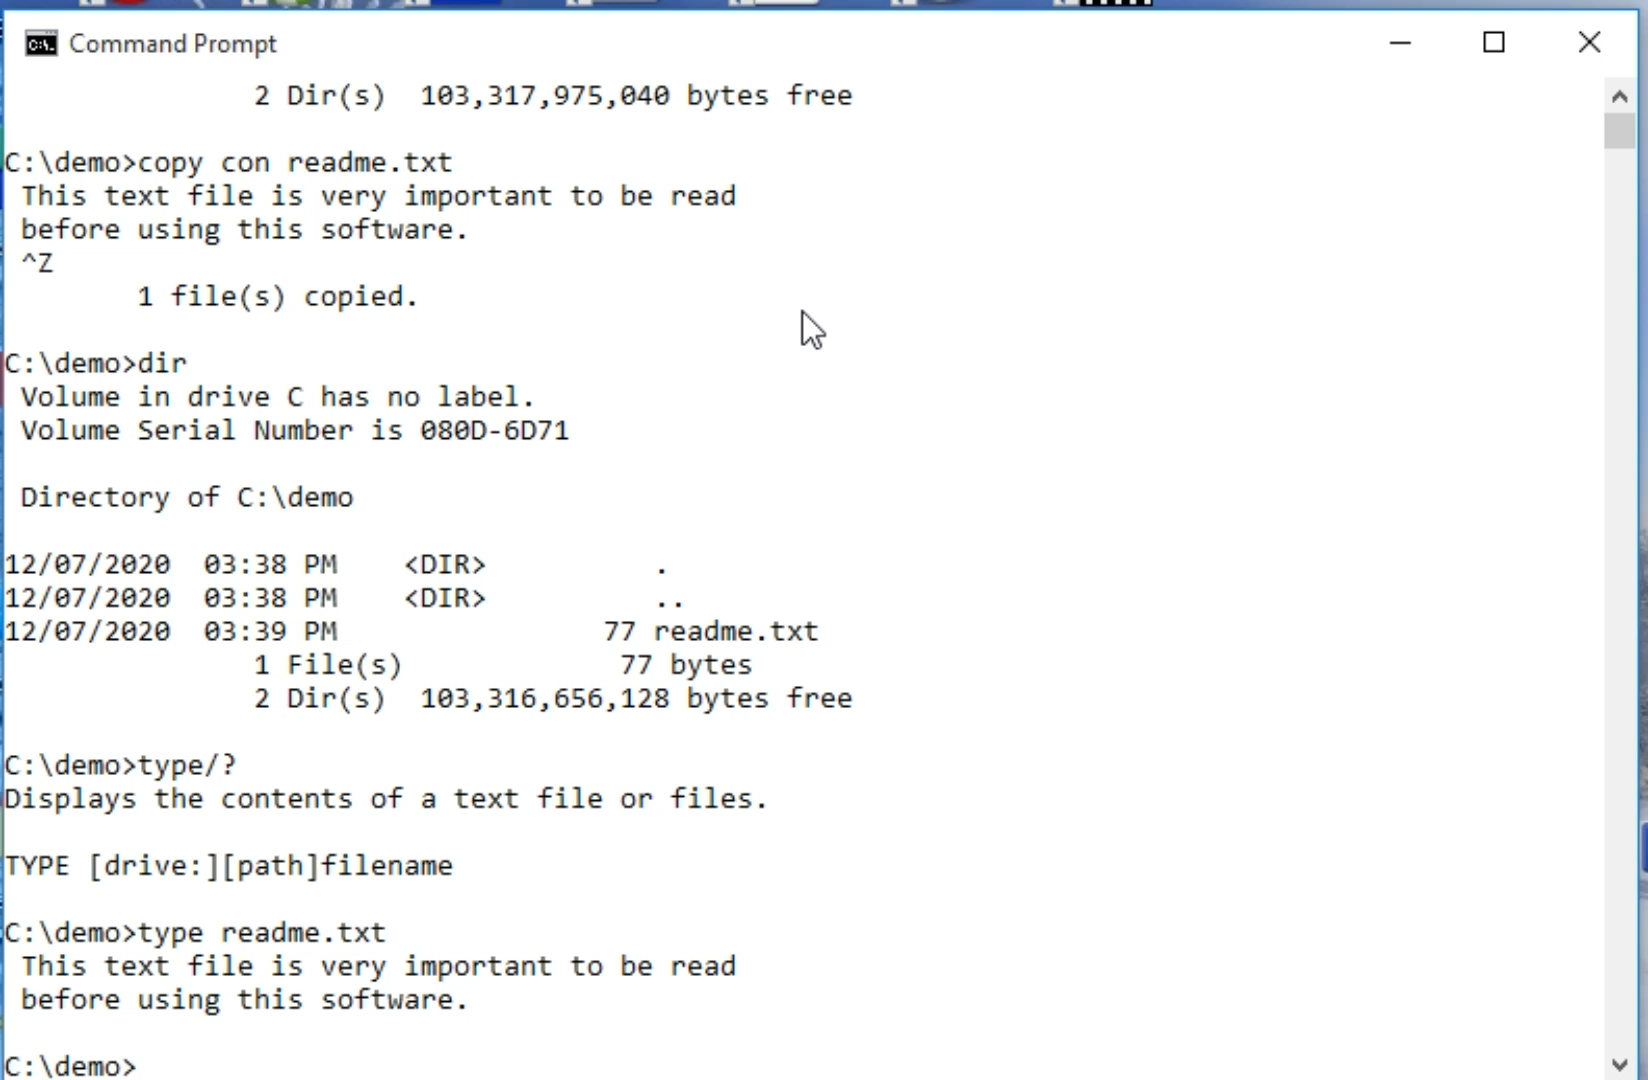 Command Prompt
2 Dir(s)  103,317,975,040 bytes free
C:\demo>copy con readme.txt
This text file is very important to be read
before using this software.
^Z
1 file(s) copied.
C:\demo>dir
Volume in drive C has no label.
Volume Serial Number is 080D-6D71
Directory of C:\demo
12/07/2020  03:38 PM    <DIR>          .
12/07/2020  03:38 PM    <DIR>          ..
12/07/2020  03:39 PM                77 readme.txt
1 File(s)             77 bytes
2 Dir(s)  103,316,656,128 bytes free
C:\demo>type/?
Displays the contents of a text file or files.
TYPE [drive:][path]filename
C:\demo>type readme.txt
This text file is very important to be read
before using this software.
C:\demo>